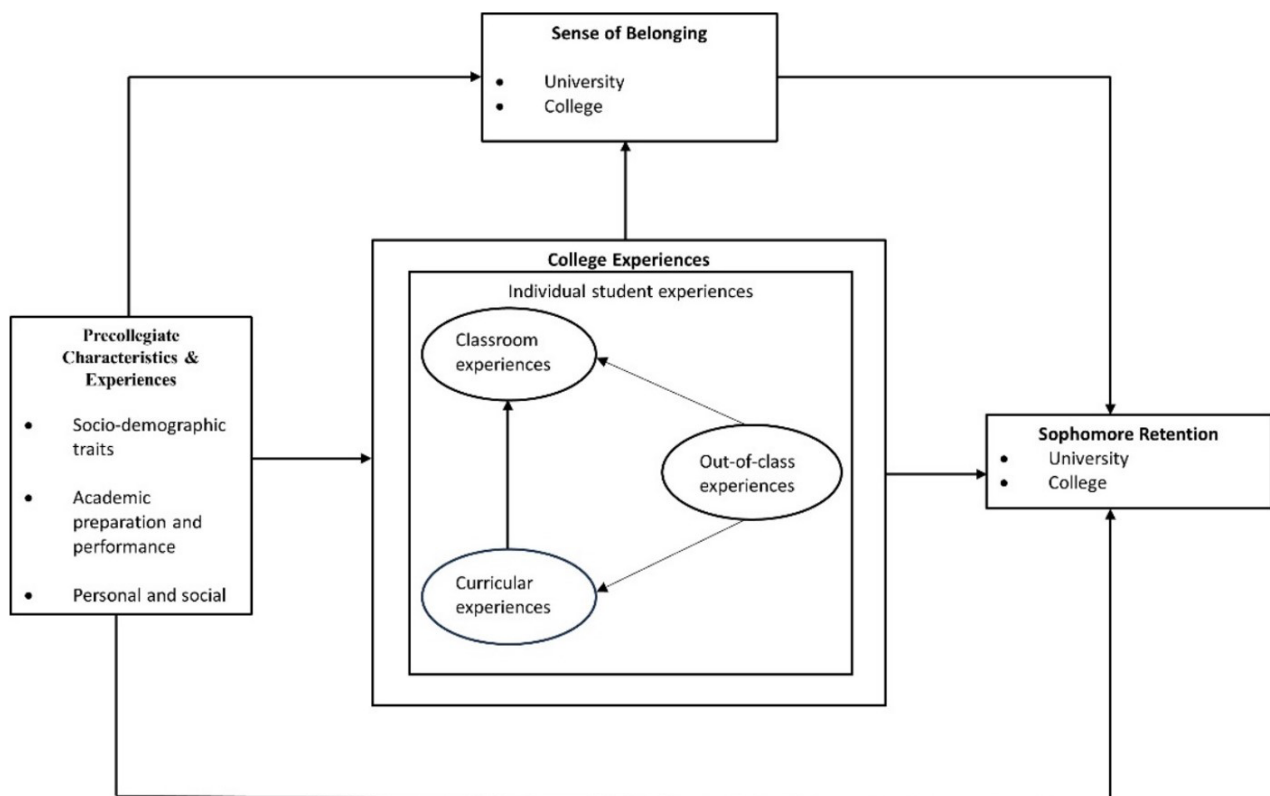 Sense of Belonging
• University
• College
College Experiences
Individual student experiences
Precollegiate
Characteristics &
Experiences
• Socio-demographic
traits
• Academic
preparation and
performance
• Personal and social
Classroom
experiences
Out-of-class
experiences
Curricular
experiences
Sophomore Retention
• University
• College